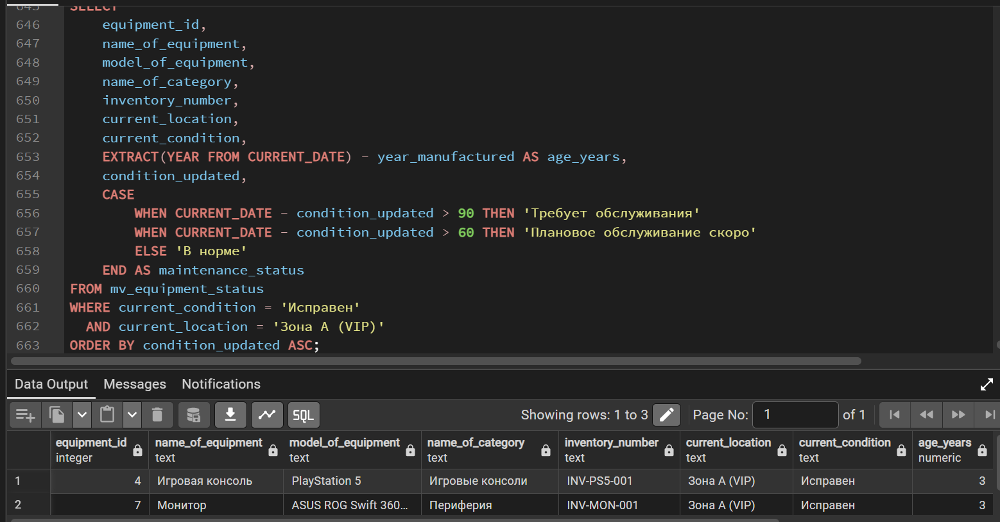 645 SELECT
646 equipment_id,
647 name_of_equipment,
648 model_of_equipment,
649 name_of_category,
650 inventory_number,
651 current_location,
652 current_condition,
653 EXTRACT(YEAR FROM CURRENT_DATE) - year_manufactured AS age_years,
654 condition_updated,
655 CASE
656 WHEN CURRENT_DATE - condition_updated > 90 THEN 'Требует обслуживания'
657 WHEN CURRENT_DATE - condition_updated > 60 THEN 'Плановое обслуживание скоро'
658 ELSE 'В норме'
659 END AS maintenance_status
660 FROM mv_equipment_status
661 WHERE current_condition = 'Исправен'
662 AND current_location = 'Зона A (VIP)'
663 ORDER BY condition_updated ASC;
Data Output Messages Notifications
SQL Showing rows: 1 to 3 Page No: 1 of 1
equipment_id name_of_equipment model_of_equipment name_of_category inventory_number current_location current_condition age_years
integer text text text text text text numeric
1 4 Игровая консоль PlayStation 5 Игровые консоли INV-PS5-001 Зона A (VIP) Исправен 3
2 7 Монитор ASUS ROG Swift 360... Периферия INV-MON-001 Зона A (VIP) Исправен 3